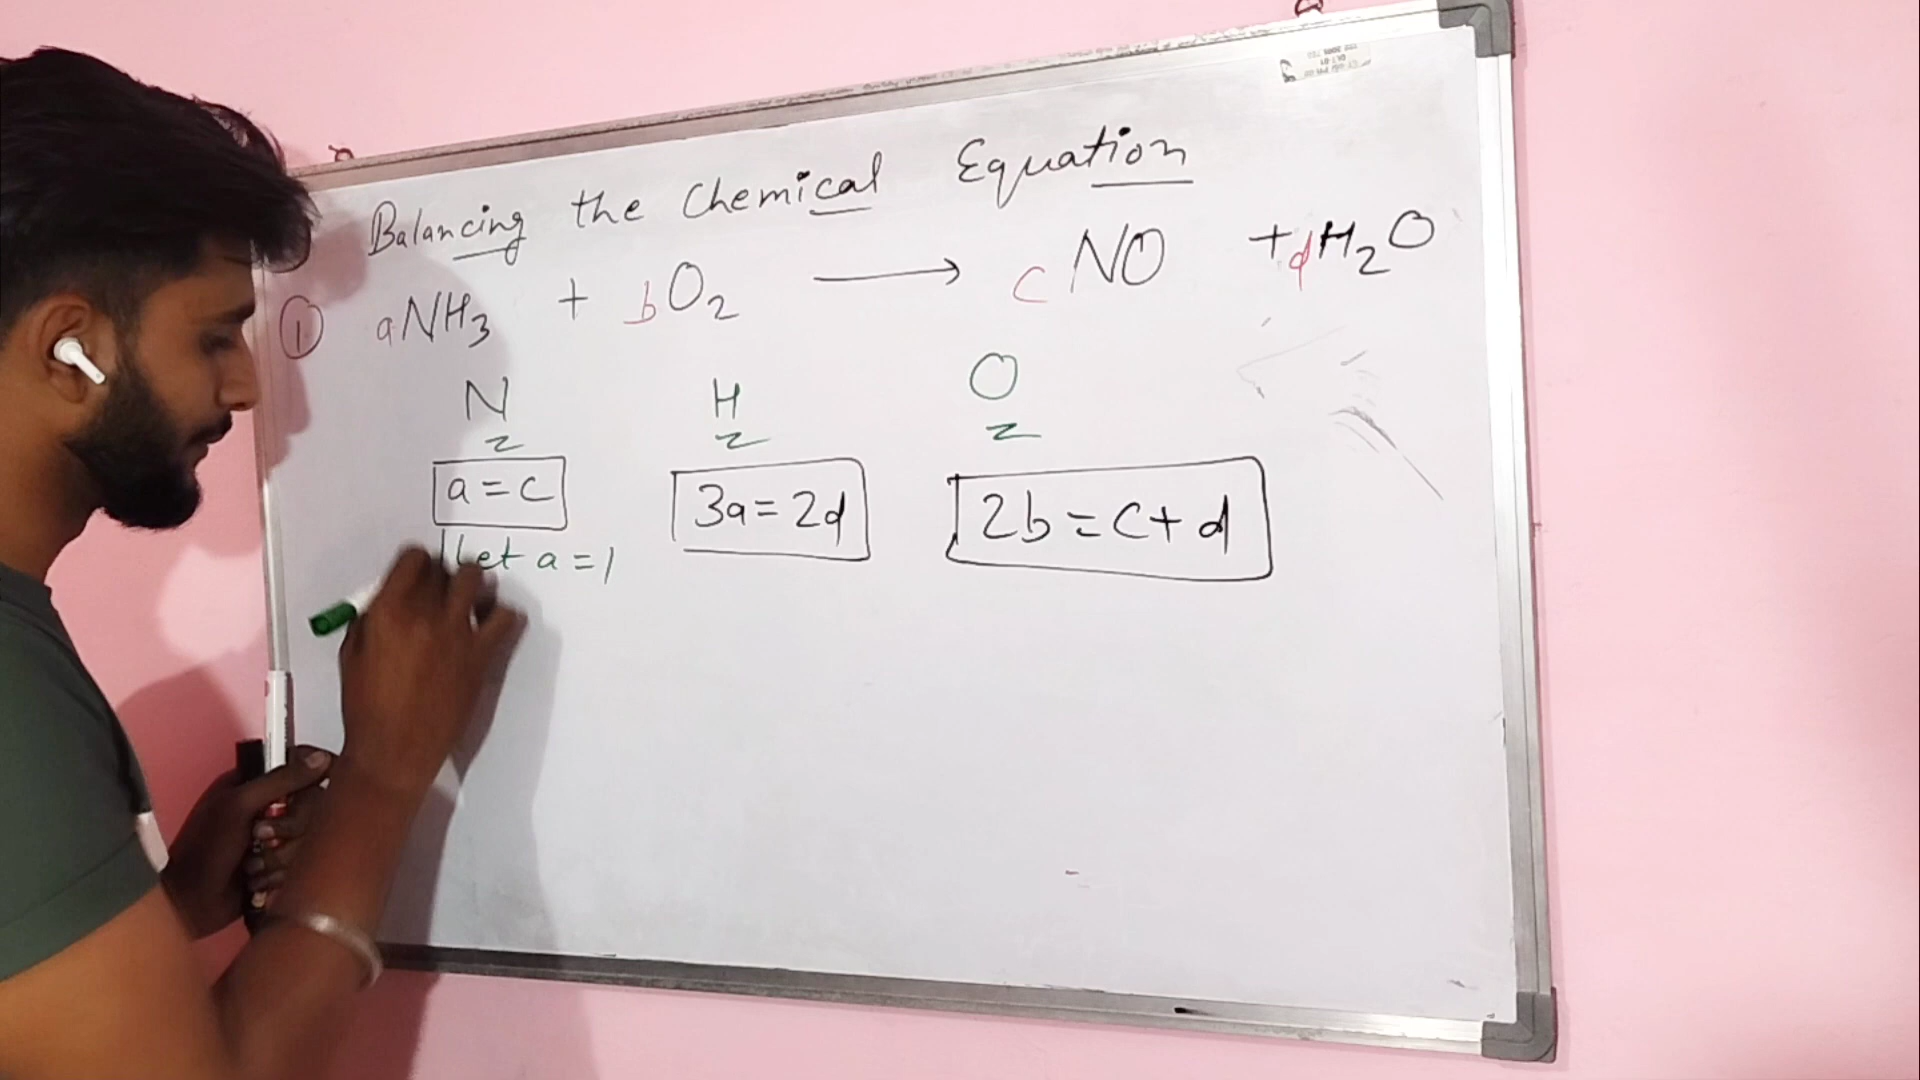 Balancing the Chemical Equation
① aNH₃ + bO₂ → cNO + dH₂O
N H O
a = c 3a = 2d 2b = c + d
Let a = 1